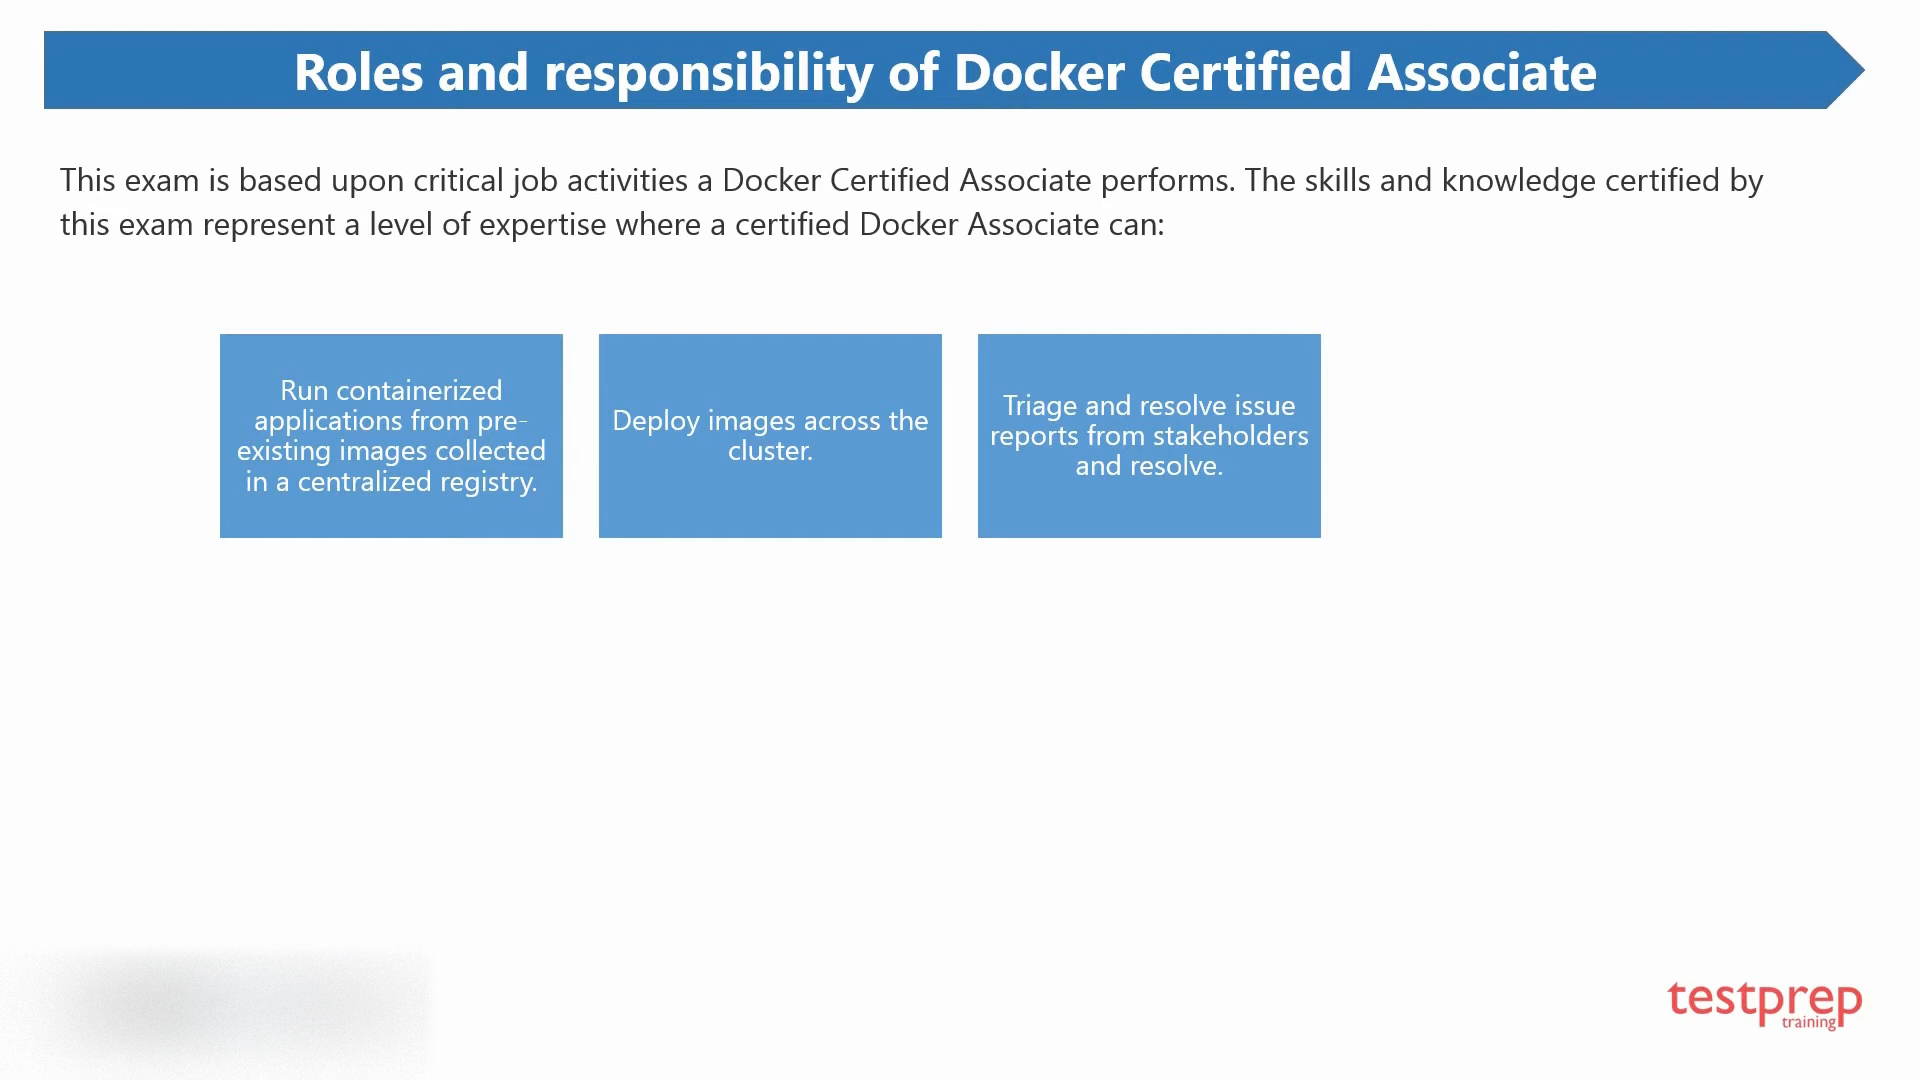 Roles and responsibility of Docker Certified Associate
This exam is based upon critical job activities a Docker Certified Associate performs. The skills and knowledge certified by
this exam represent a level of expertise where a certified Docker Associate can:
Run containerized
applications from pre-
existing images collected
in a centralized registry.
Deploy images across the
cluster.
Triage and resolve issue
reports from stakeholders
and resolve.
testprep
training